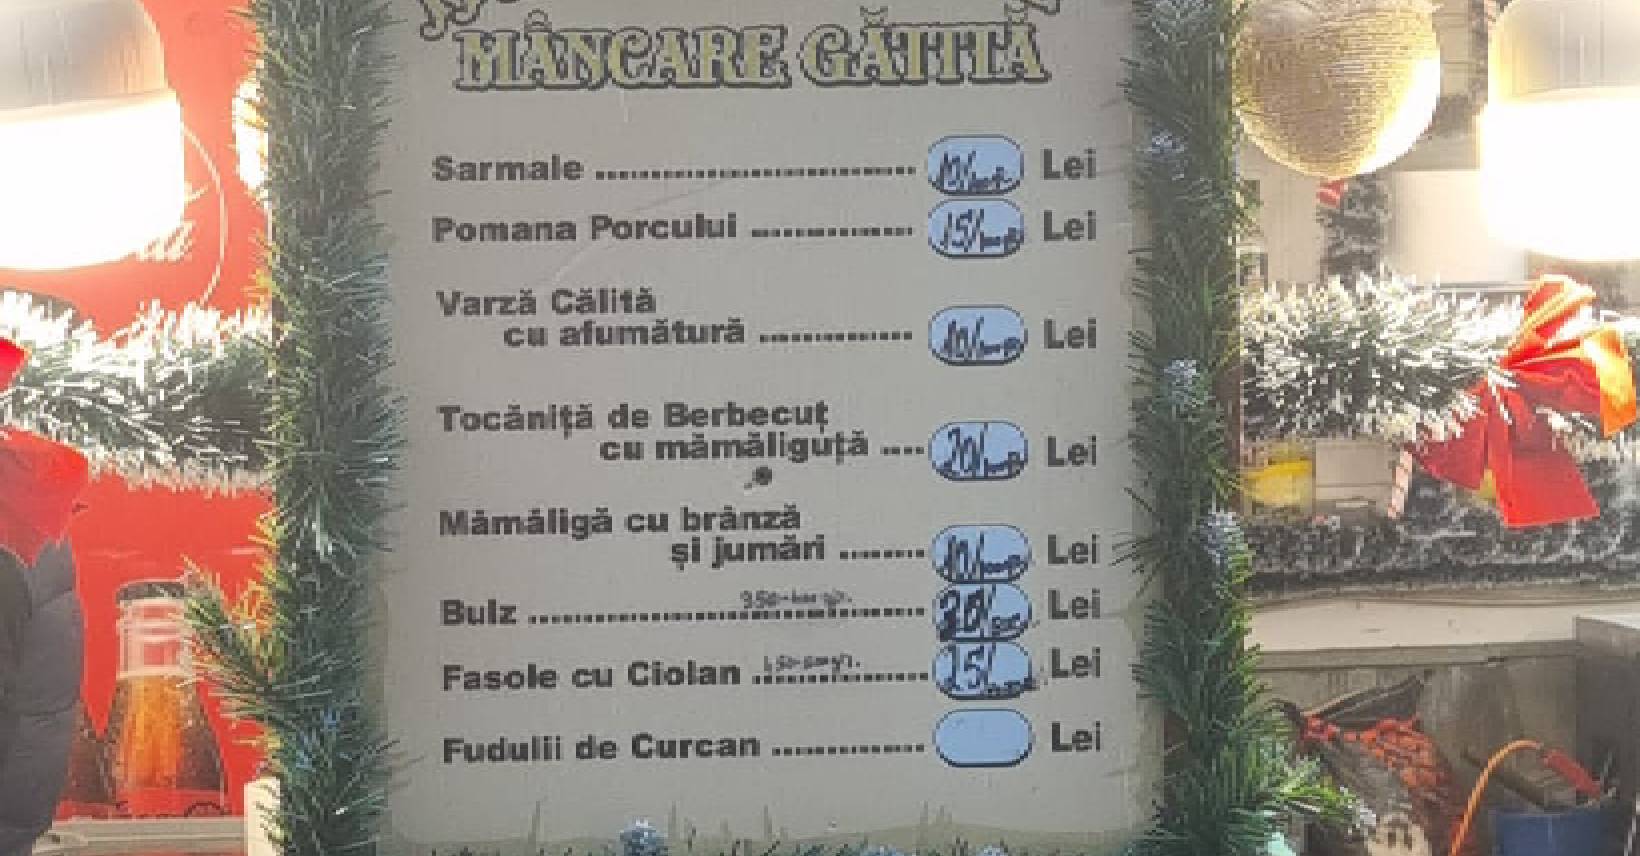 MÂNCARE GĂTITĂ
Sarmale ........................ 10/ Lei
Pomana Porcului ............ 15/ Lei
Varză Călită
cu afumătură ............ 10/ Lei
Tocăniță de Berbecuț
cu mămăliguță .... 20/ Lei
Mămăligă cu brânză
și jumări ........ 10/ Lei
Bulz ........................ 20/ Lei
Fasole cu Ciolan ............ 15/ Lei
Fudulii de Curcan ............ Lei